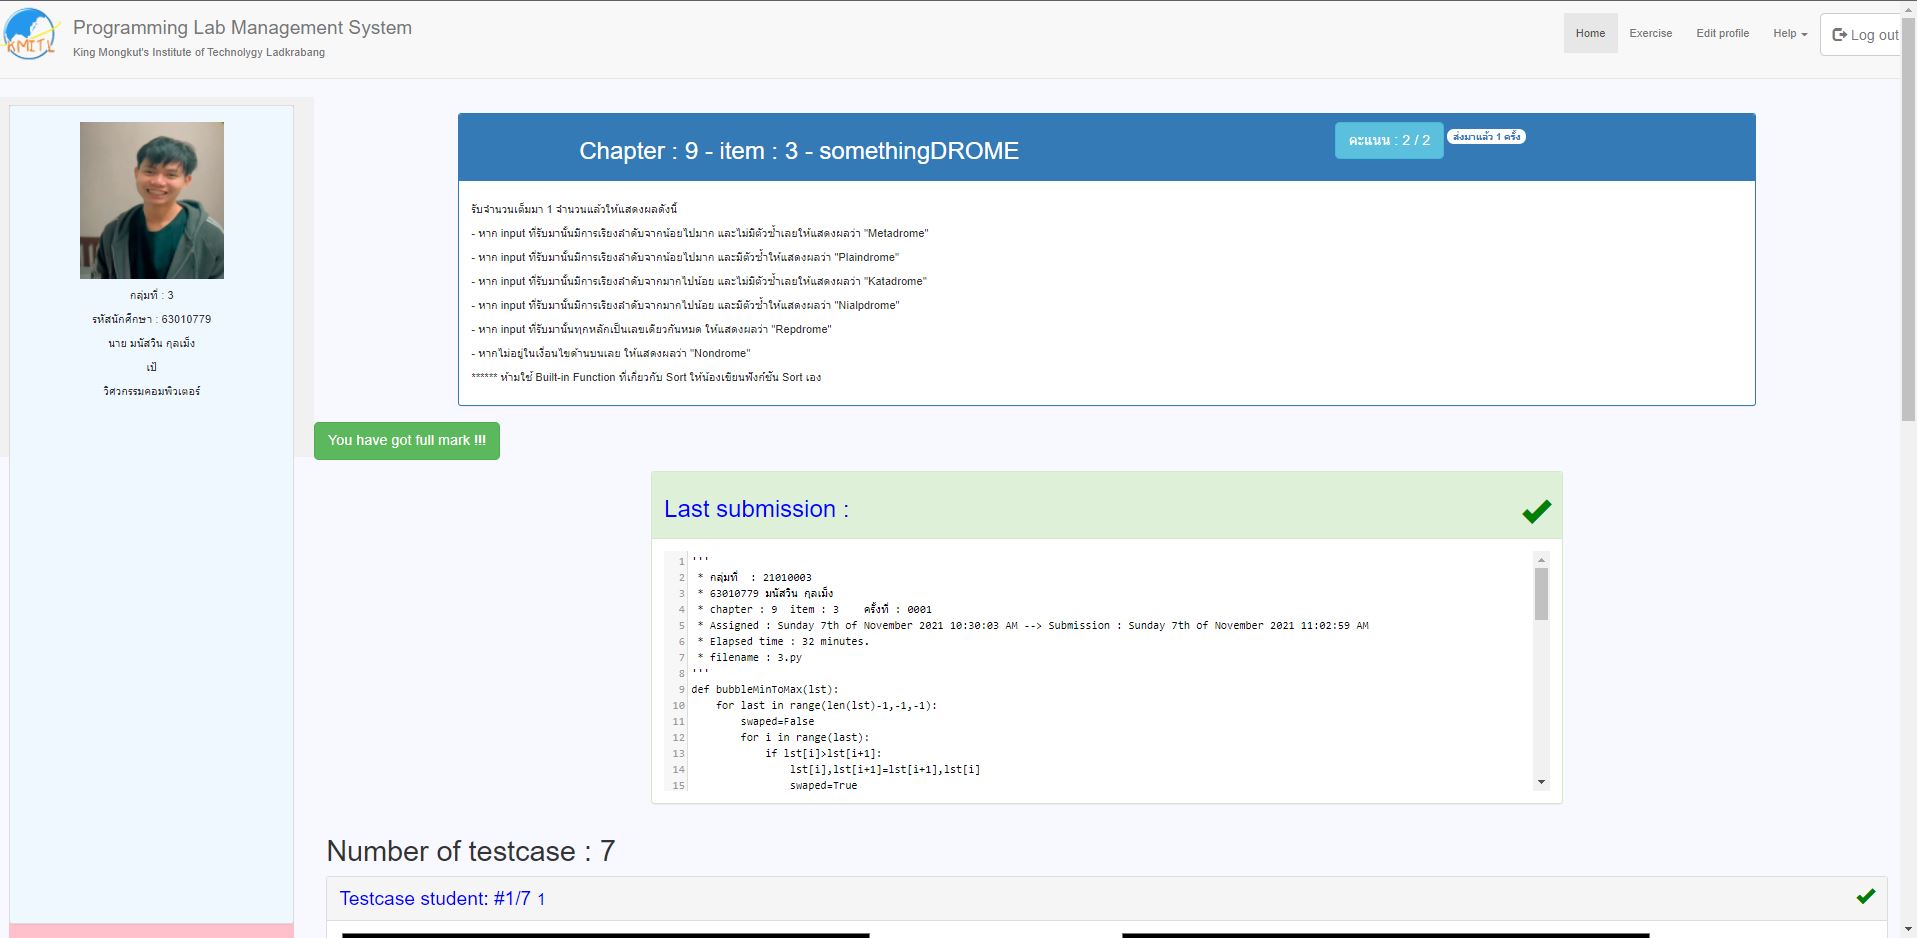 KMITL
Programming Lab Management System
King Mongkut's Institute of Technolygy Ladkrabang
Home
Exercise
Edit profile
Help
Log out
กลุ่มที่ : 3
รหัสนักศึกษา : 63010779
นาย มนัสวิน กุลเม็ง
เป้
วิศวกรรมคอมพิวเตอร์
Chapter : 9 - item : 3 - somethingDROME
คะแนน : 2 / 2
ส่งมาแล้ว 1 ครั้ง
รับจำนวนเต็มมา 1 จำนวนแล้วให้แสดงผลดังนี้
- หาก input ที่รับมานั้นมีการเรียงลำดับจากน้อยไปมาก และไม่มีตัวซ้ำเลยให้แสดงผลว่า "Metadrome"
- หาก input ที่รับมานั้นมีการเรียงลำดับจากน้อยไปมาก และมีตัวซ้ำให้แสดงผลว่า "Plaindrome"
- หาก input ที่รับมานั้นมีการเรียงลำดับจากมากไปน้อย และไม่มีตัวซ้ำเลยให้แสดงผลว่า "Katadrome"
- หาก input ที่รับมานั้นมีการเรียงลำดับจากมากไปน้อย และมีตัวซ้ำให้แสดงผลว่า "Nialpdrome"
- หาก input ที่รับมานั้นทุกหลักเป็นเลขเดียวกันหมด ให้แสดงผลว่า "Repdrome"
- หากไม่อยู่ในเงื่อนไขด้านบนเลย ให้แสดงผลว่า "Nondrome"
****** ห้ามใช้ Built-in Function ที่เกี่ยวกับ Sort ให้น้องเขียนฟังก์ชั่น Sort เอง
You have got full mark !!!
Last submission :
1 '''
2  * กลุ่มที่  : 21010003
3  * 63010779 มนัสวิน กุลเม็ง
4  * chapter : 9  item : 3    ครั้งที่ : 0001
5  * Assigned : Sunday 7th of November 2021 10:30:03 AM --> Submission : Sunday 7th of November 2021 11:02:59 AM
6  * Elapsed time : 32 minutes.
7  * filename : 3.py
8 '''
9 def bubbleMinToMax(lst):
10     for last in range(len(lst)-1,-1,-1):
11         swaped=False
12         for i in range(last):
13             if lst[i]>lst[i+1]:
14                 lst[i],lst[i+1]=lst[i+1],lst[i]
15                 swaped=True
Number of testcase : 7
Testcase student: #1/7 1